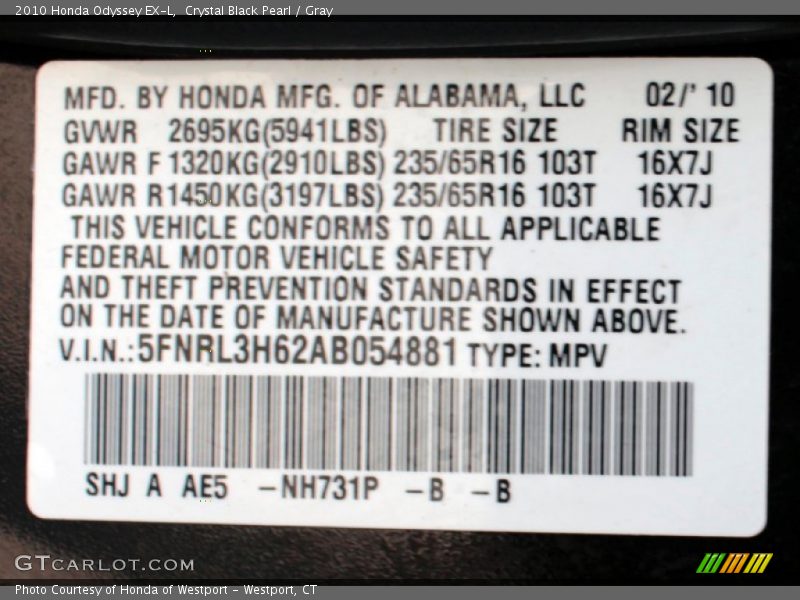 2010 Honda Odyssey EX-L,  Crystal Black Pearl / Gray
MFD. BY HONDA MFG. OF ALABAMA, LLC 02/' 10
GVWR 2695KG(5941LBS) TIRE SIZE RIM SIZE
GAWR F 1320KG(2910LBS) 235/65R16 103T 16X7J
GAWR R1450KG(3197LBS) 235/65R16 103T 16X7J
THIS VEHICLE CONFORMS TO ALL APPLICABLE
FEDERAL MOTOR VEHICLE SAFETY
AND THEFT PREVENTION STANDARDS IN EFFECT
ON THE DATE OF MANUFACTURE SHOWN ABOVE.
V.I.N.:5FNRL3H62AB054881 TYPE: MPV
SHJ A AE5 -NH731P -B -B
GTCARLOT.COM
Photo Courtesy of Honda of Westport - Westport, CT